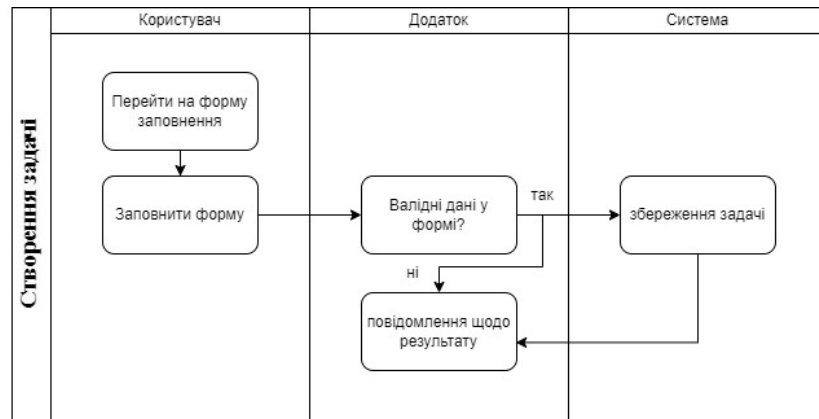 Користувач
Додаток
Система
Створення задачі
Перейти на форму
заповнення
Заповнити форму
Валідні дані у
формі?
так
збереження задачі
ні
повідомлення щодо
результату